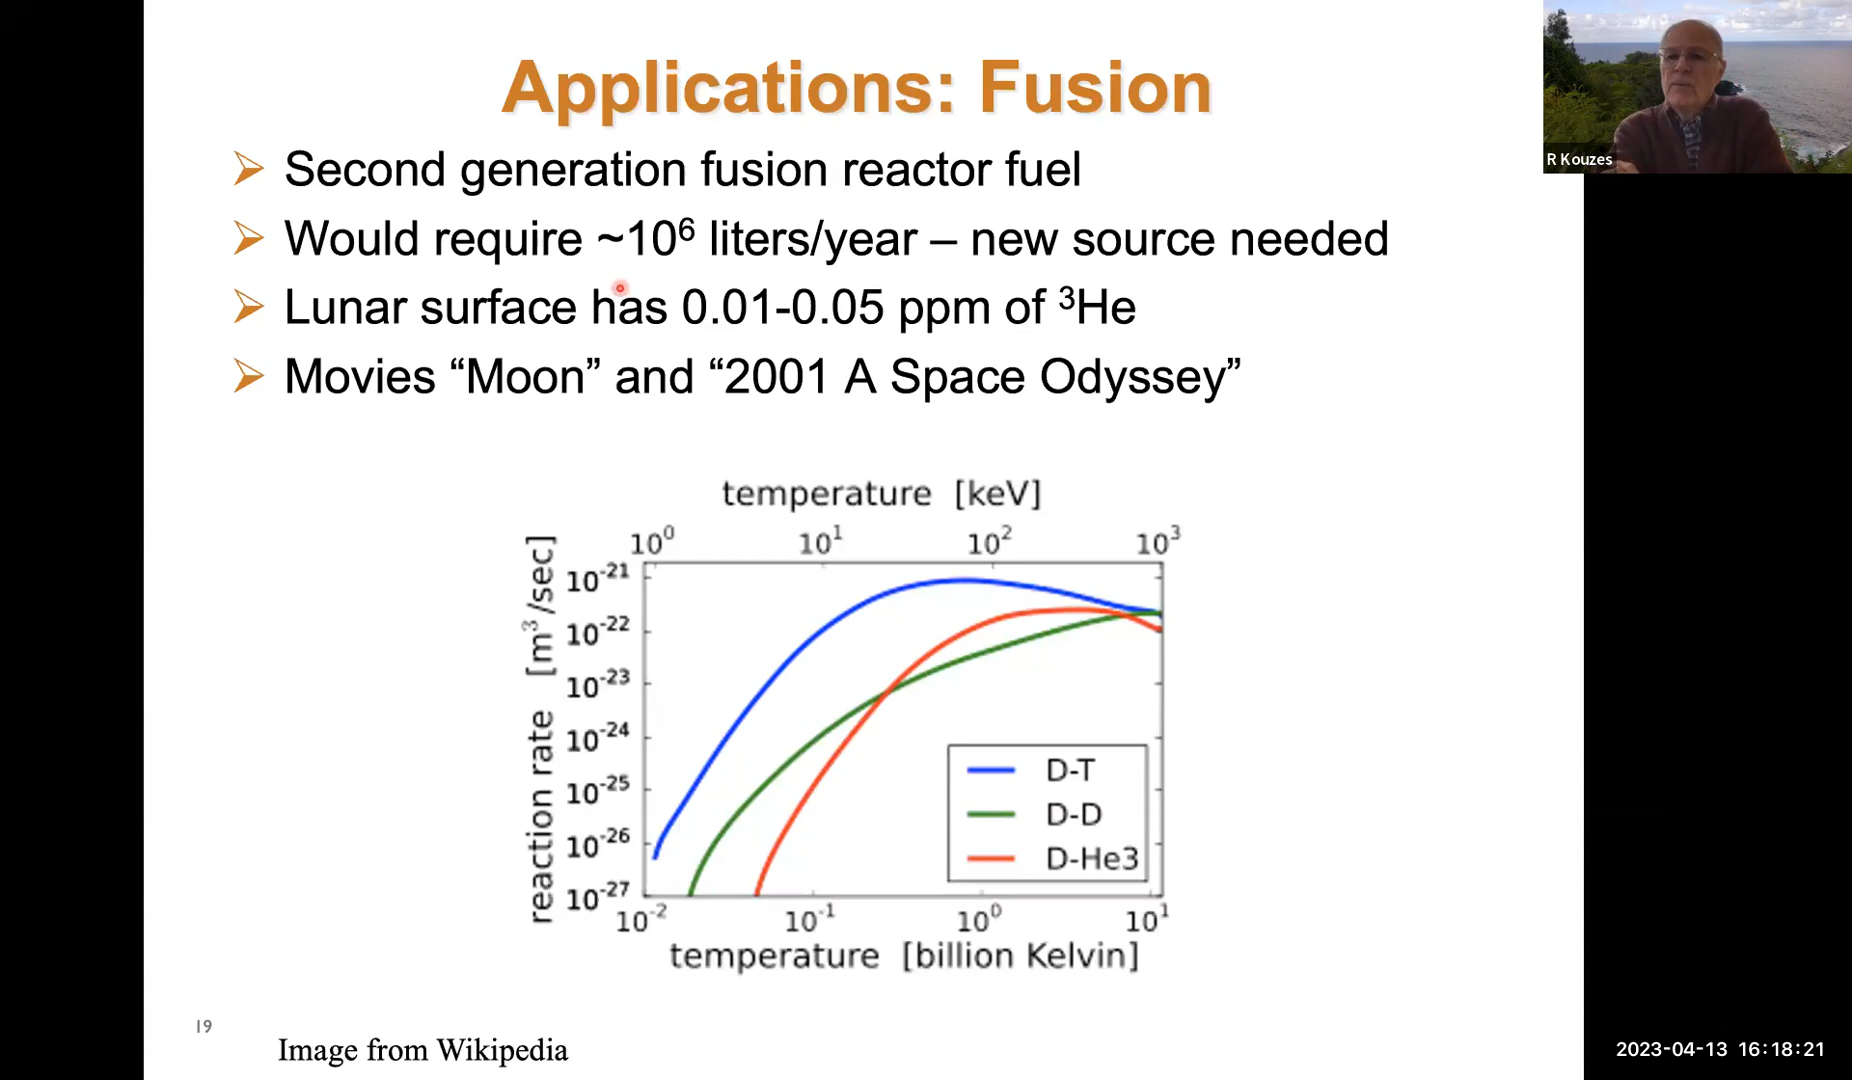 Applications: Fusion
R Kouzes
Second generation fusion reactor fuel
Would require ~10⁶ liters/year – new source needed
Lunar surface has 0.01-0.05 ppm of ³He
Movies “Moon” and “2001 A Space Odyssey”
temperature [keV]
10⁰ 10¹ 10² 10³
reaction rate [m³/sec]
10⁻²¹
10⁻²²
10⁻²³
10⁻²⁴
10⁻²⁵
10⁻²⁶
10⁻²⁷
D-T
D-D
D-He3
10⁻² 10⁻¹ 10⁰ 10¹
temperature [billion Kelvin]
19
Image from Wikipedia
2023-04-13 16:18:21